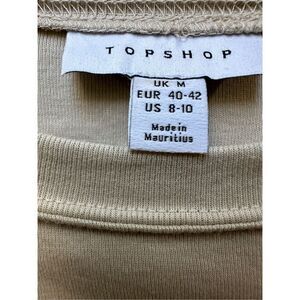 TOPSHOP
UK M
EUR 40-42
US 8-10
Made in
Mauritius